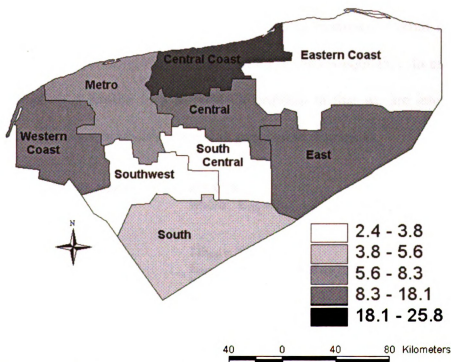 Central Coast
Eastern Coast
Metro
Central
Western
Coast
South
Central
East
Southwest
South
N
2.4 - 3.8
3.8 - 5.6
5.6 - 8.3
8.3 - 18.1
18.1 - 25.8
40 0 40 80 Kilometers